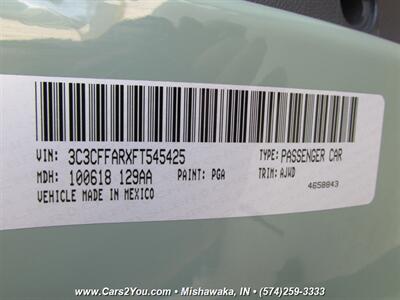 VIN: 3C3CFFARXFT545425 TYPE: PASSENGER CAR
MDH: 100618 129AA PAINT: PGA TRIM: AJWD
VEHICLE MADE IN MEXICO 4658843
www.Cars2You.com • Mishawaka, IN • (574)259-3333